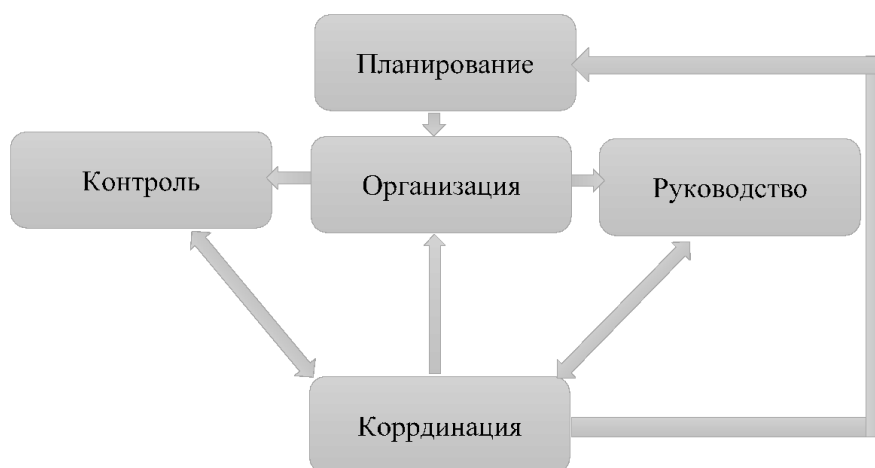 Планирование
Контроль
Организация
Руководство
Коррдинация